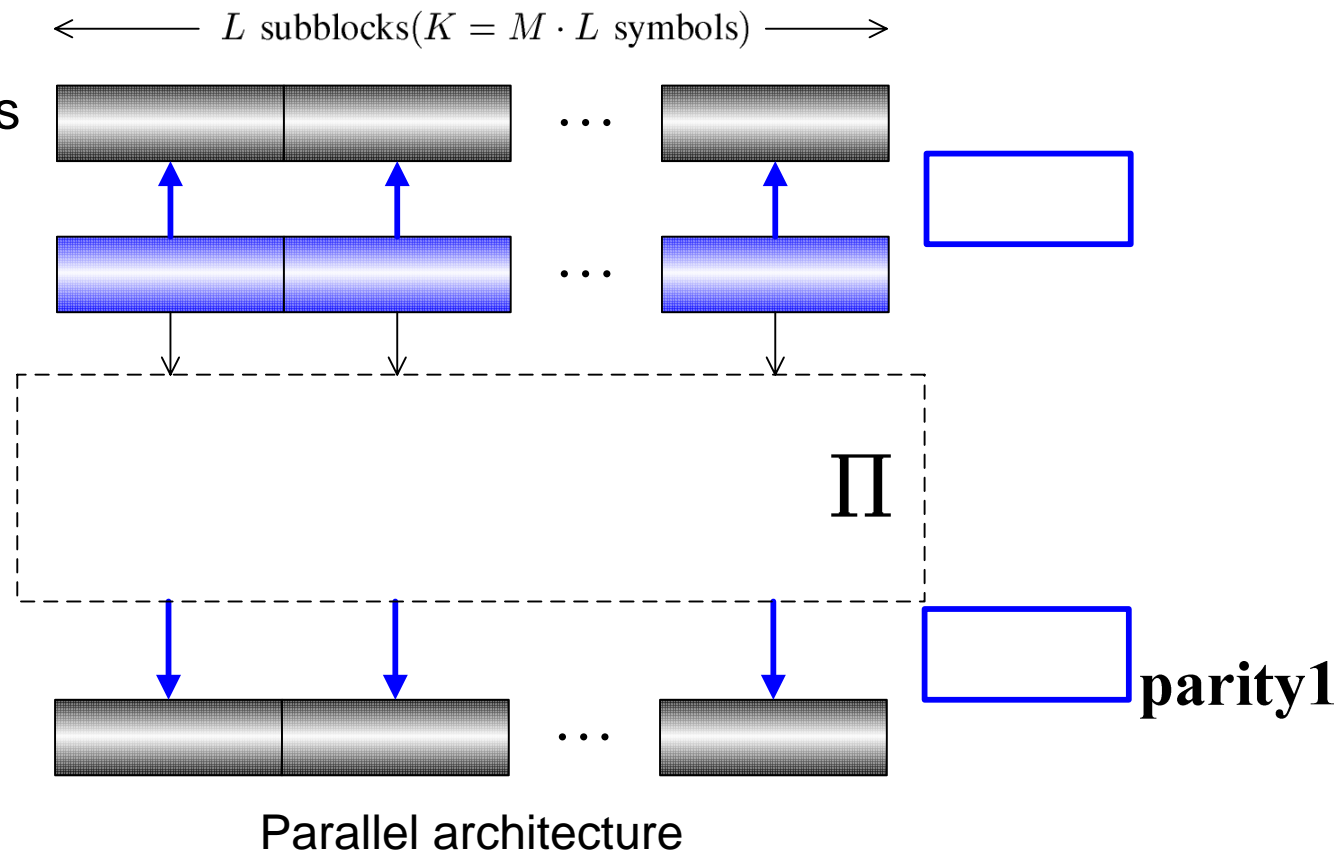 L subblocks(K = M · L symbols)
s
...
...
Π
parity1
...
Parallel architecture